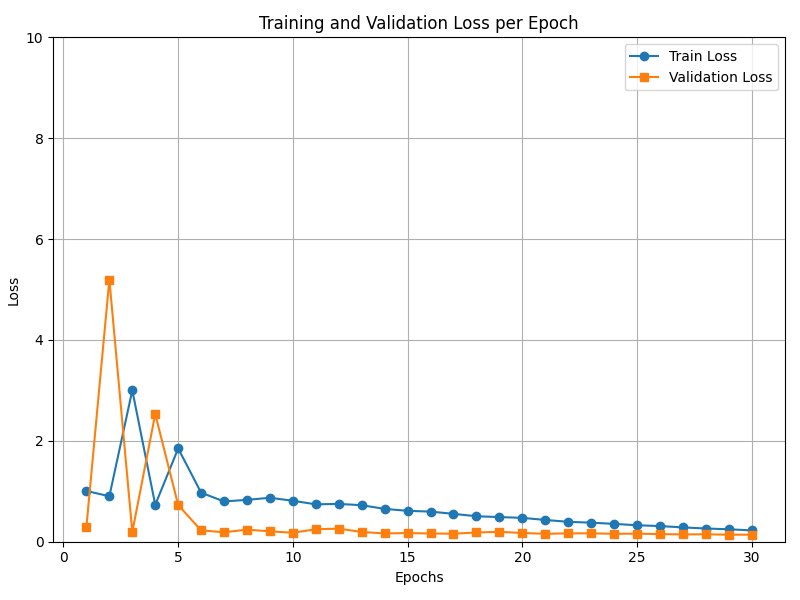 Training and Validation Loss per Epoch
Train Loss
Validation Loss
10
8
6
4
2
0
Loss
0 5 10 15 20 25 30
Epochs